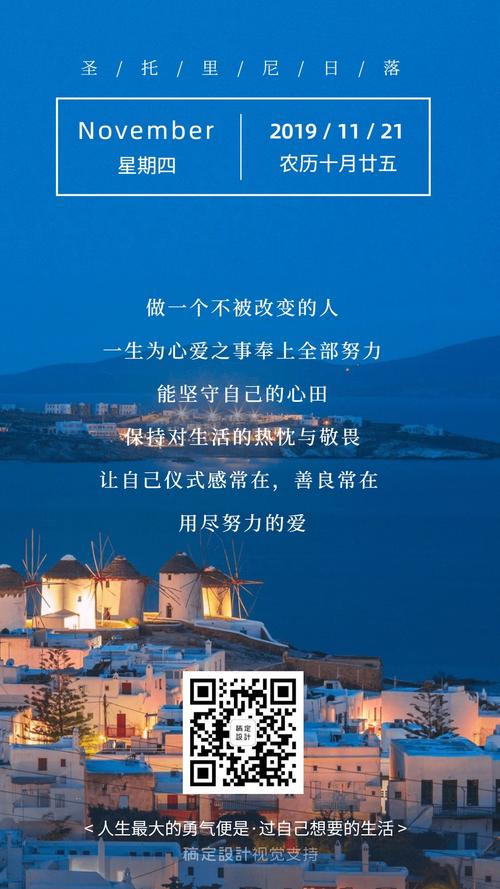 圣 / 托 / 里 / 尼 / 日 / 落
November
星期四
2019 / 11 / 21
农历十月廿五
做一个不被改变的人
一生为心爱之事奉上全部努力
能坚守自己的心田
保持对生活的热忱与敬畏
让自己仪式感常在，善良常在
用尽努力的爱
稿定
設計
< 人生最大的勇气便是·过自己想要的生活 >
稿定設計视觉支持